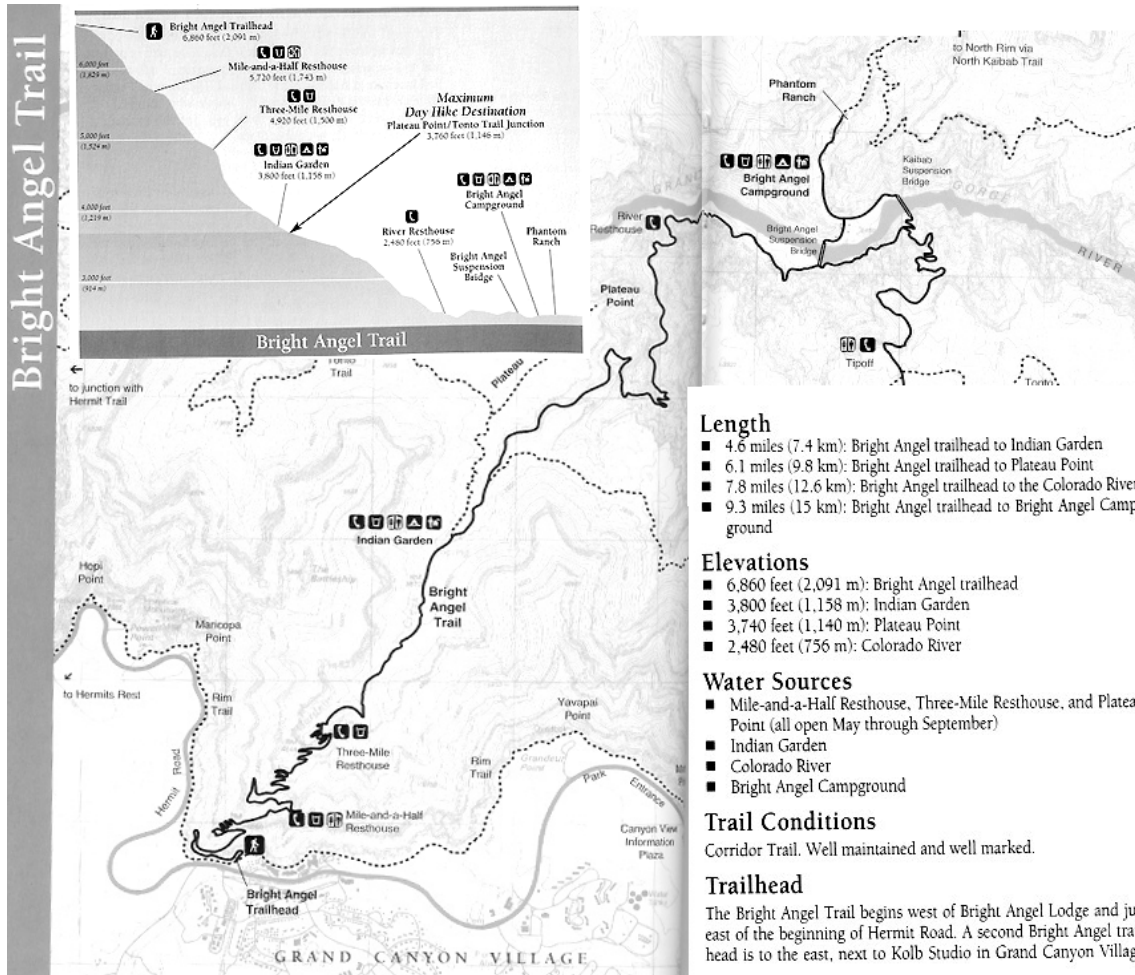 Bright Angel Trail
Bright Angel Trailhead
6,860 feet (2,091 m)
Mile-and-a-Half Resthouse
5,720 feet (1,743 m)
Three-Mile Resthouse
4,920 feet (1,500 m)
Indian Garden
3,800 feet (1,158 m)
Maximum
Day Hike Destination
Plateau Point/Tonto Trail Junction
3,760 feet (1,146 m)
River Resthouse
2,480 feet (756 m)
Bright Angel
Suspension
Bridge
Bright Angel
Campground
Phantom
Ranch
6,000 feet
(1,829 m)
5,000 feet
(1,524 m)
4,000 feet
(1,219 m)
3,000 feet
(914 m)
Bright Angel Trail
to North Rim via
North Kaibab Trail
Phantom
Ranch
Bright Angel
Campground
Kaibab
Suspension
Bridge
GORGE
RIVER
River
Resthouse
Bright Angel
Suspension
Bridge
Plateau
Point
Tipoff
Tonto
Trail
to junction with
Hermit Trail
Plateau
Indian Garden
Bright
Angel
Trail
Hopi
Point
Maricopa
Point
to Hermits Rest
Rim
Trail
Hermit Road
Three-Mile
Resthouse
Yavapai
Point
Rim
Trail
Park Entrance
Mile-and-a-Half
Resthouse
Canyon View
Information
Plaza
Bright Angel
Trailhead
GRAND CANYON VILLAGE
Length
■ 4.6 miles (7.4 km): Bright Angel trailhead to Indian Garden
■ 6.1 miles (9.8 km): Bright Angel trailhead to Plateau Point
■ 7.8 miles (12.6 km): Bright Angel trailhead to the Colorado River
■ 9.3 miles (15 km): Bright Angel trailhead to Bright Angel Camp-
ground
Elevations
■ 6,860 feet (2,091 m): Bright Angel trailhead
■ 3,800 feet (1,158 m): Indian Garden
■ 3,740 feet (1,140 m): Plateau Point
■ 2,480 feet (756 m): Colorado River
Water Sources
■ Mile-and-a-Half Resthouse, Three-Mile Resthouse, and Platea
Point (all open May through September)
■ Indian Garden
■ Colorado River
■ Bright Angel Campground
Trail Conditions
Corridor Trail. Well maintained and well marked.
Trailhead
The Bright Angel Trail begins west of Bright Angel Lodge and ju
east of the beginning of Hermit Road. A second Bright Angel tra
head is to the east, next to Kolb Studio in Grand Canyon Villag